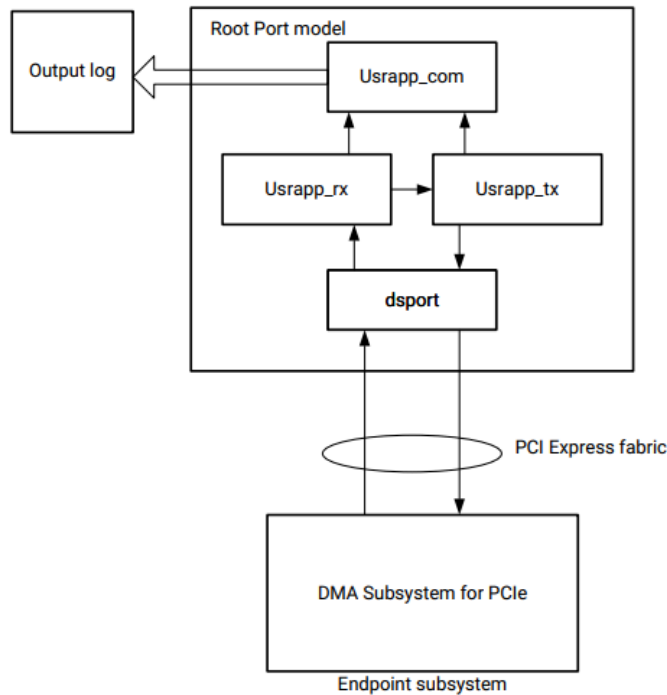 Root Port model
Output log
Usrapp_com
Usrapp_rx
Usrapp_tx
dsport
PCI Express fabric
DMA Subsystem for PCIe
Endpoint subsystem